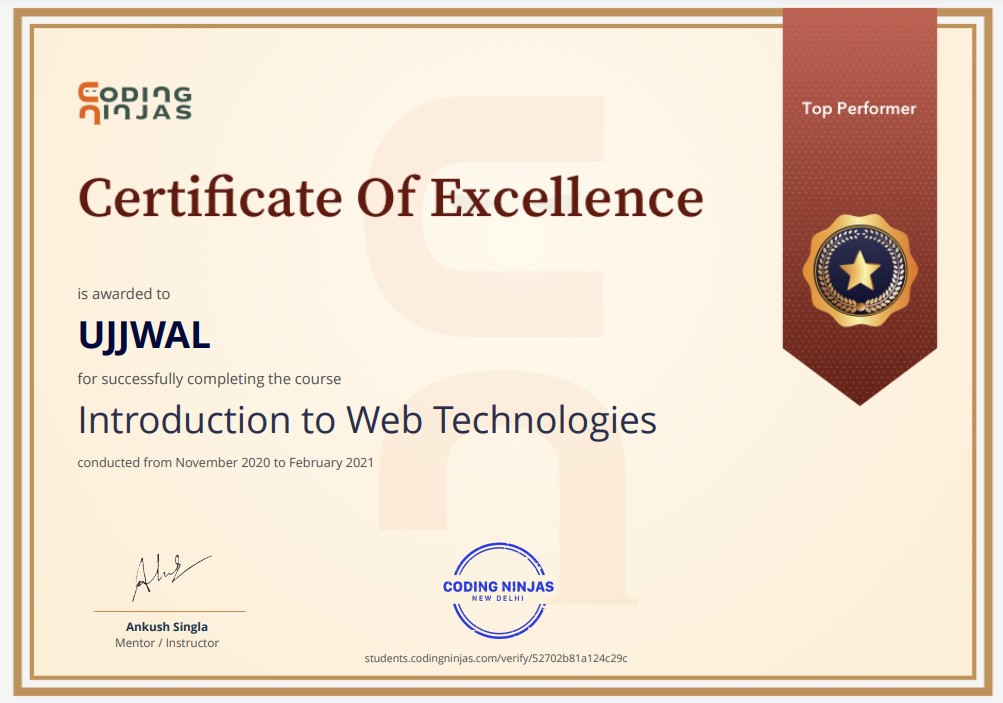 CODING
NINJAS
Top Performer
Certificate Of Excellence
is awarded to
UJJWAL
for successfully completing the course
Introduction to Web Technologies
conducted from November 2020 to February 2021
Ankush Singla
Mentor / Instructor
CODING NINJAS
NEW DELHI
students.codingninjas.com/verify/52702b81a124c29c